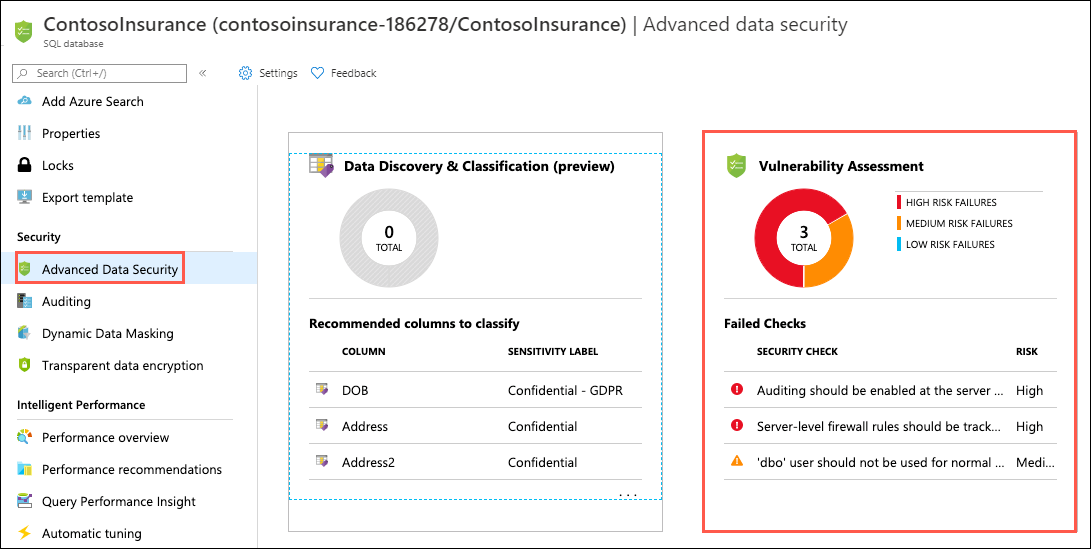 ContosoInsurance (contosoinsurance-186278/ContosoInsurance) | Advanced data security
SQL database
Search (Ctrl+/)
«
Settings
Feedback
Add Azure Search
Properties
Locks
Export template
Security
Advanced Data Security
Auditing
Dynamic Data Masking
Transparent data encryption
Intelligent Performance
Performance overview
Performance recommendations
Query Performance Insight
Automatic tuning
Data Discovery & Classification (preview)
0
TOTAL
Recommended columns to classify
COLUMN SENSITIVITY LABEL
DOB Confidential - GDPR
Address Confidential
Address2 Confidential
...
Vulnerability Assessment
3
TOTAL
HIGH RISK FAILURES
MEDIUM RISK FAILURES
LOW RISK FAILURES
Failed Checks
SECURITY CHECK RISK
Auditing should be enabled at the server ... High
Server-level firewall rules should be track... High
'dbo' user should not be used for normal ... Medi...